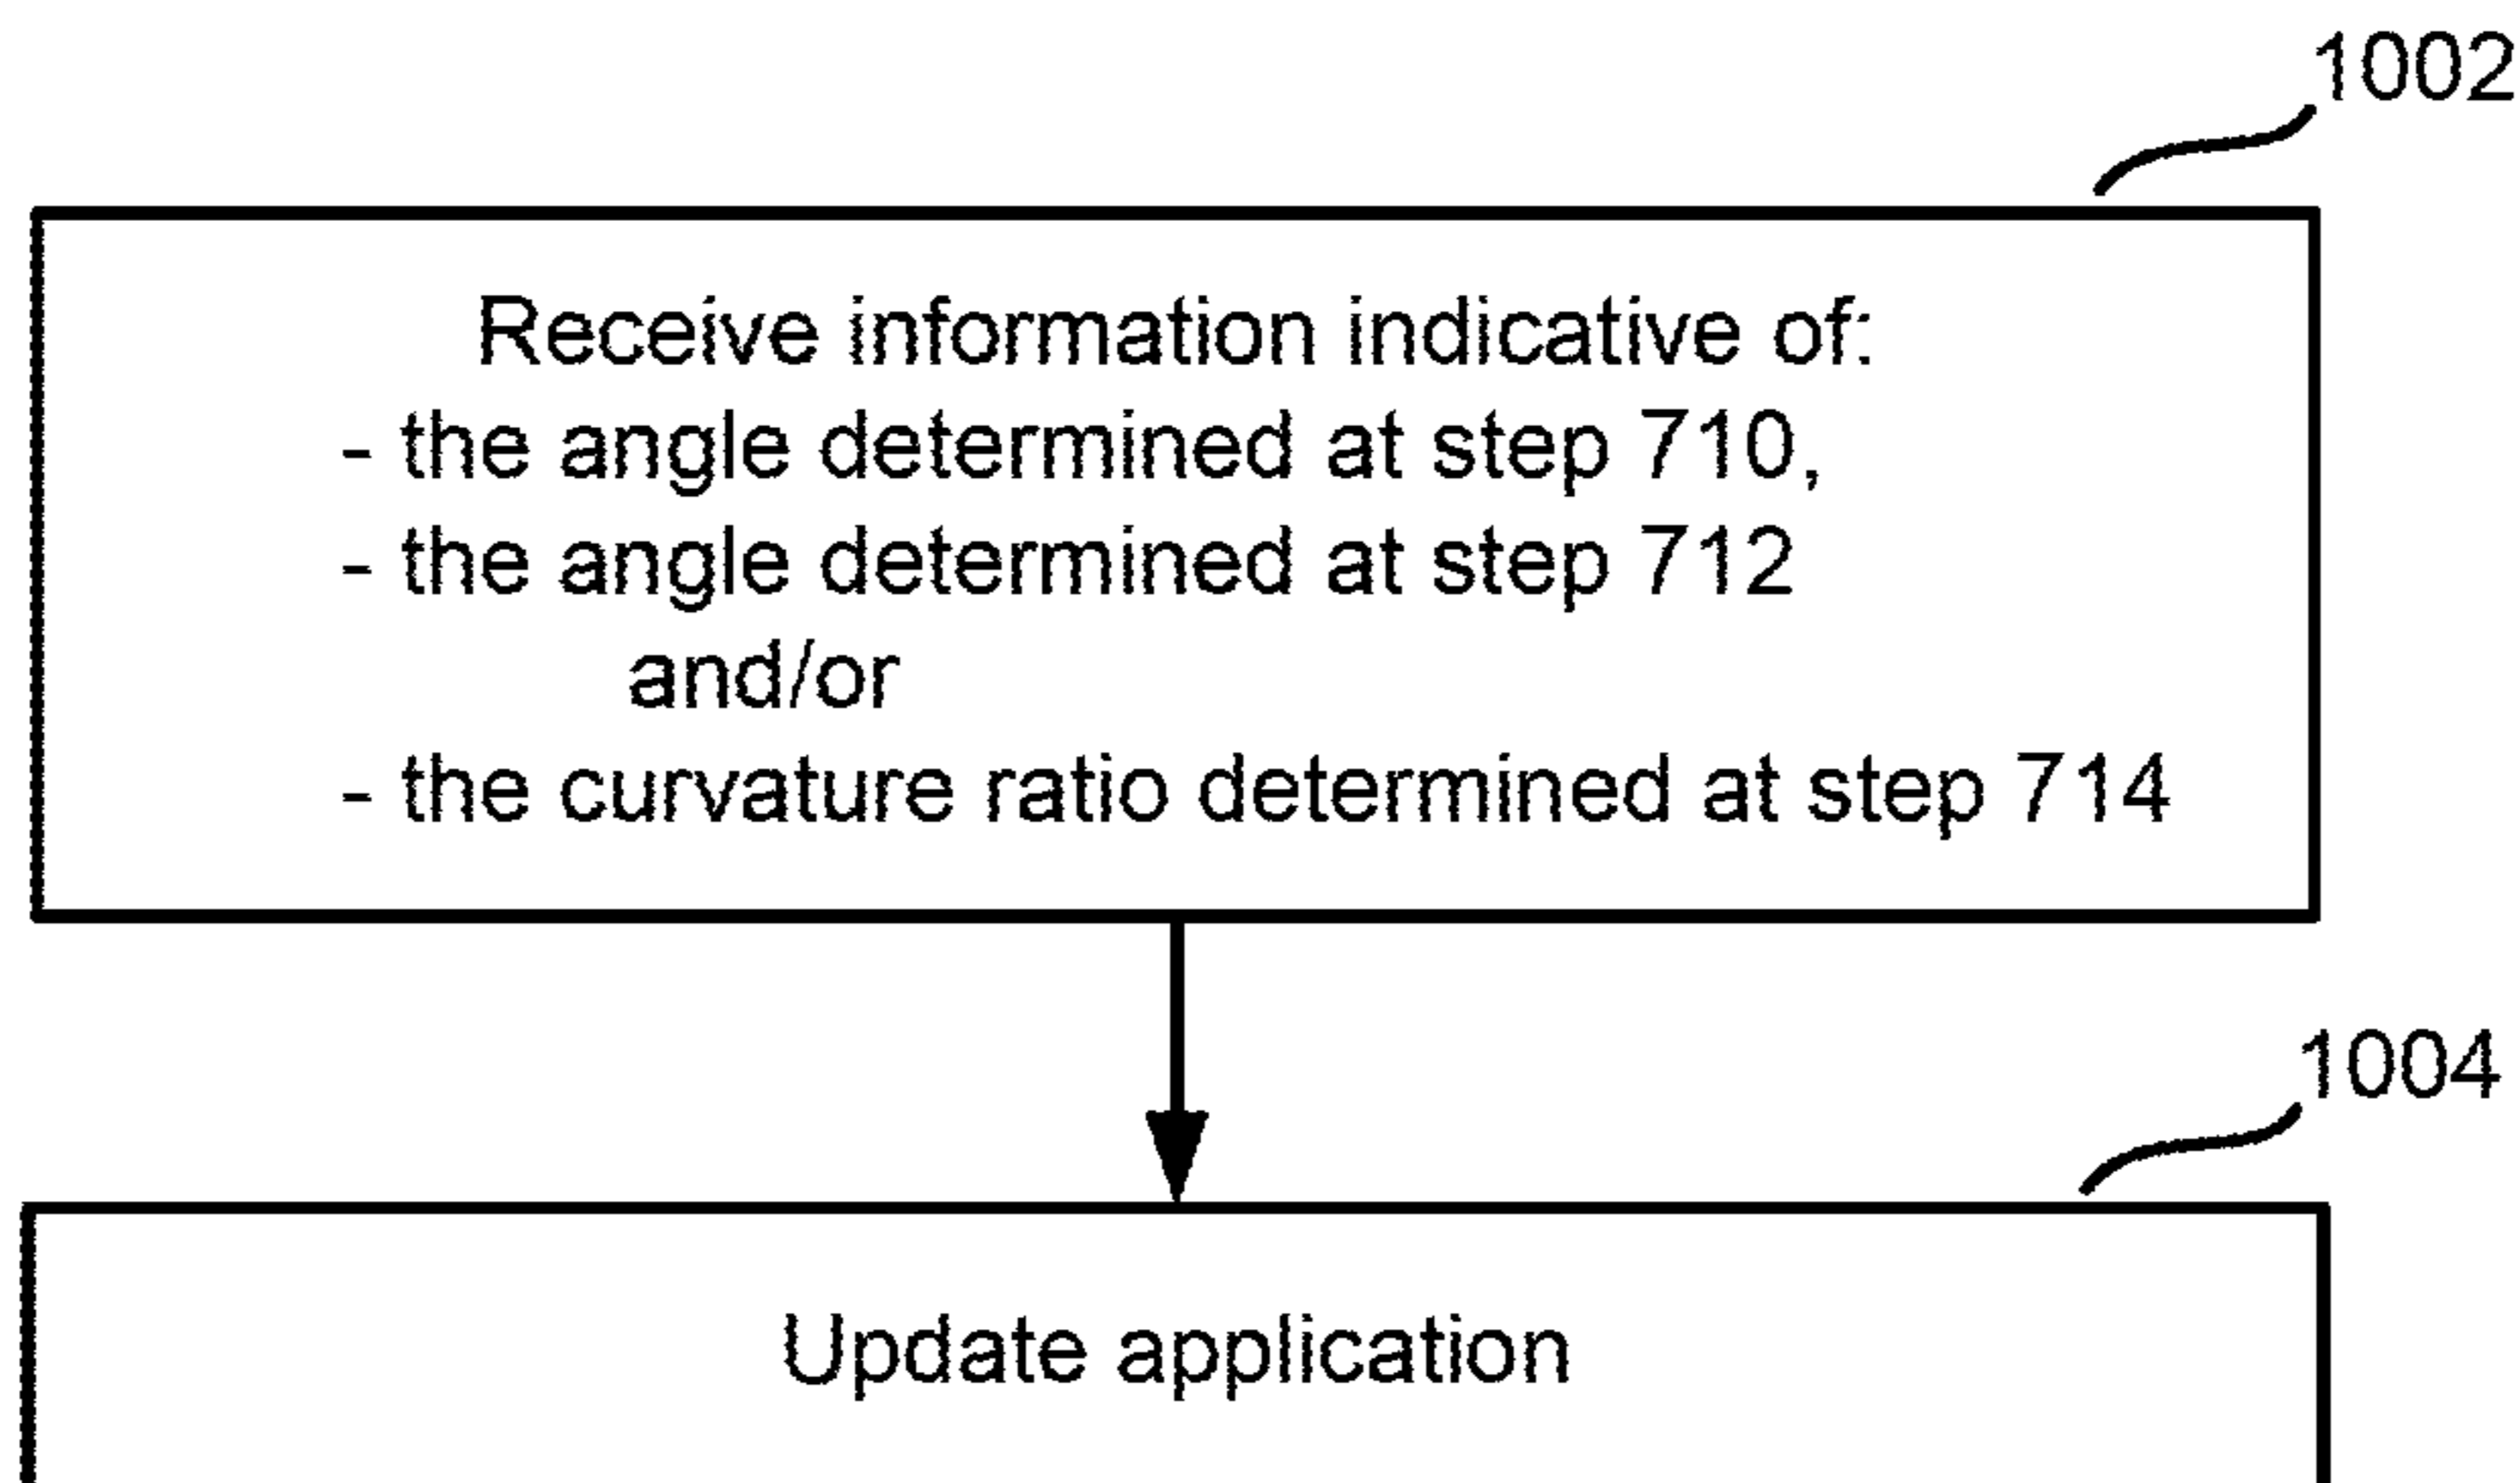 1002
Receive information indicative of:
- the angle determined at step 710,
- the angle determined at step 712
and/or
- the curvature ratio determined at step 714
1004
Update application